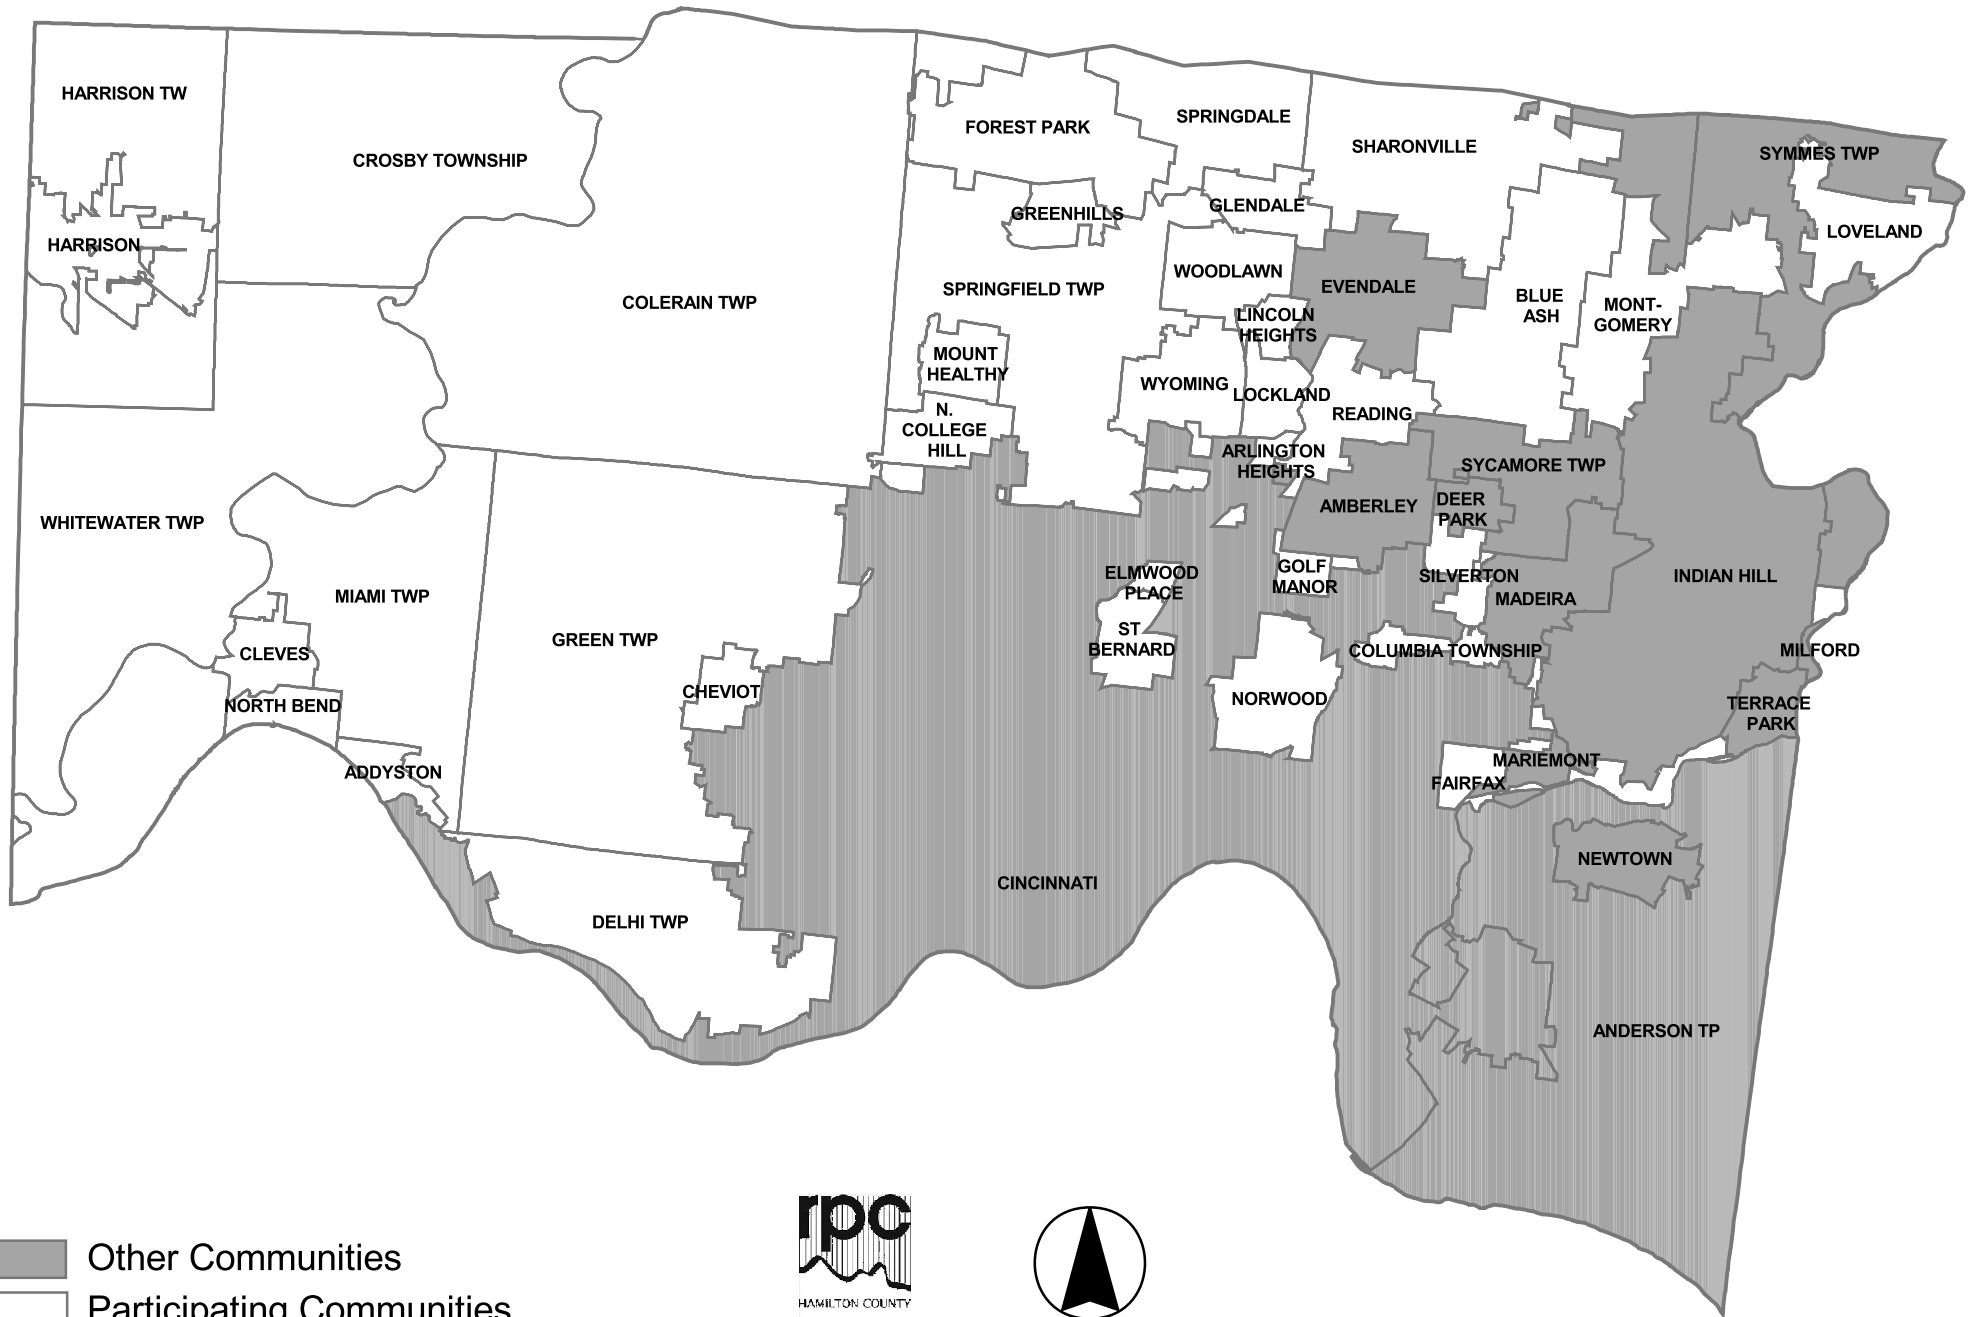 HARRISON TW
CROSBY TOWNSHIP
FOREST PARK
SPRINGDALE
SHARONVILLE
SYMMES TWP
HARRISON
GREENHILLS
GLENDALE
LOVELAND
COLERAIN TWP
SPRINGFIELD TWP
WOODLAWN
EVENDALE
LINCOLN
HEIGHTS
BLUE
ASH
MONT-
GOMERY
MOUNT
HEALTHY
WYOMING
LOCKLAND
READING
N.
COLLEGE
HILL
ARLINGTON
HEIGHTS
SYCAMORE TWP
WHITEWATER TWP
AMBERLEY
DEER
PARK
MIAMI TWP
ELMWOOD
PLACE
GOLF
MANOR
SILVERTON
MADEIRA
INDIAN HILL
GREEN TWP
ST
BERNARD
COLUMBIA TOWNSHIP
MILFORD
CLEVES
CHEVIOT
NORWOOD
NORTH BEND
TERRACE
PARK
ADDYSTON
MARIEMONT
FAIRFAX
NEWTOWN
CINCINNATI
DELHI TWP
ANDERSON TP
rpc
HAMILTON COUNTY
Other Communities
Participating Communities